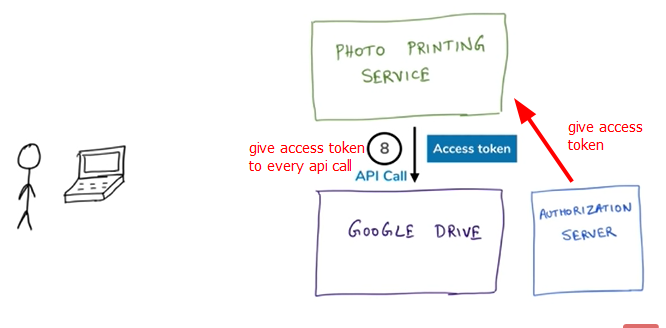 PHOTO PRINTING
SERVICE
give access token
to every api call
8
Access token
API Call
give access
token
GOOGLE DRIVE
AUTHORIZATION
SERVER